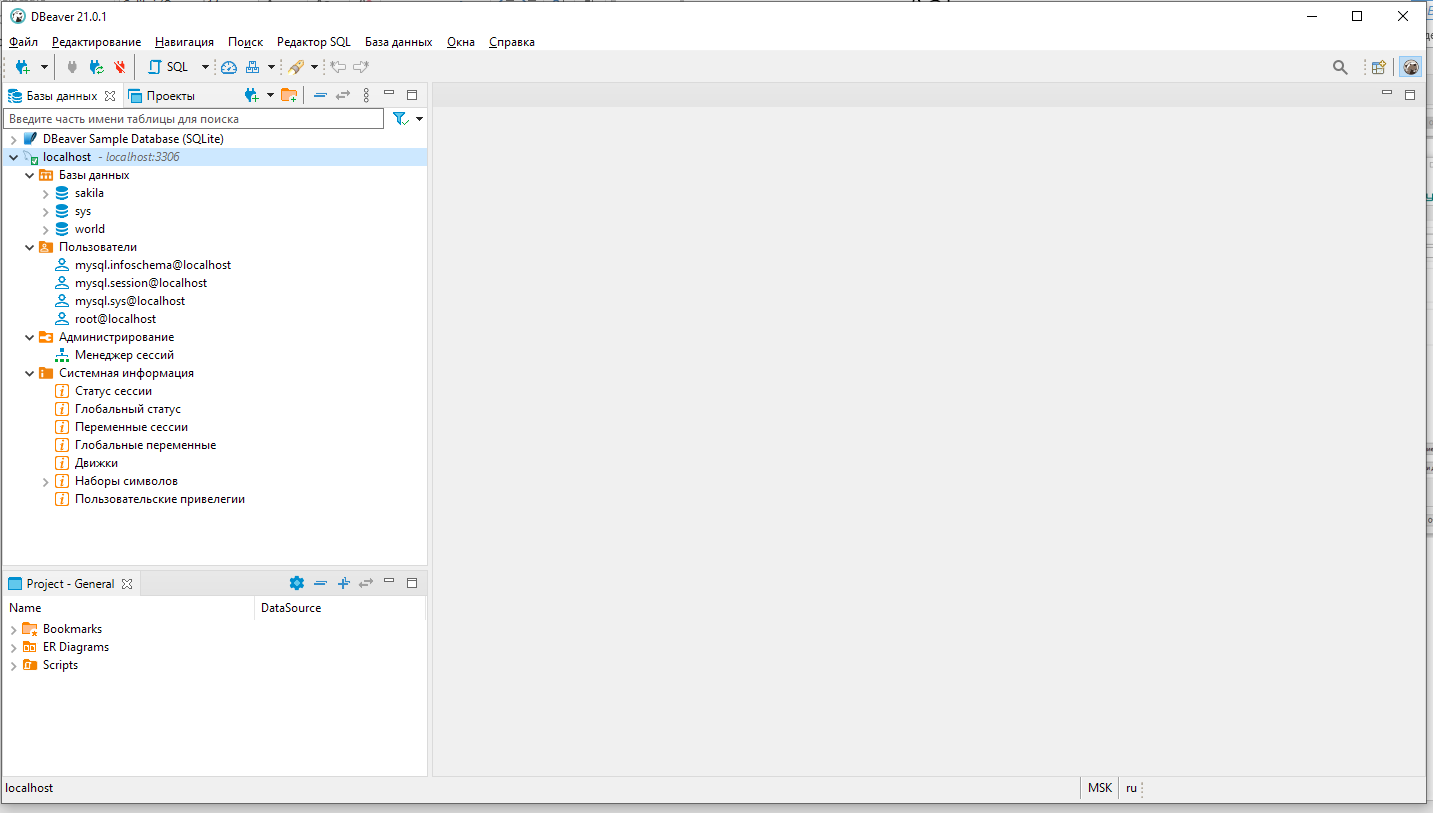 DBeaver 21.0.1
Файл Редактирование Навигация Поиск Редактор SQL База данных Окна Справка
SQL
Базы данных Проекты
Введите часть имени таблицы для поиска
DBeaver Sample Database (SQLite)
localhost - localhost:3306
Базы данных
sakila
sys
world
Пользователи
mysql.infoschema@localhost
mysql.session@localhost
mysql.sys@localhost
root@localhost
Администрирование
Менеджер сессий
Системная информация
Статус сессии
Глобальный статус
Переменные сессии
Глобальные переменные
Движки
Наборы символов
Пользовательские привелегии
Project - General
Name DataSource
Bookmarks
ER Diagrams
Scripts
localhost MSK ru